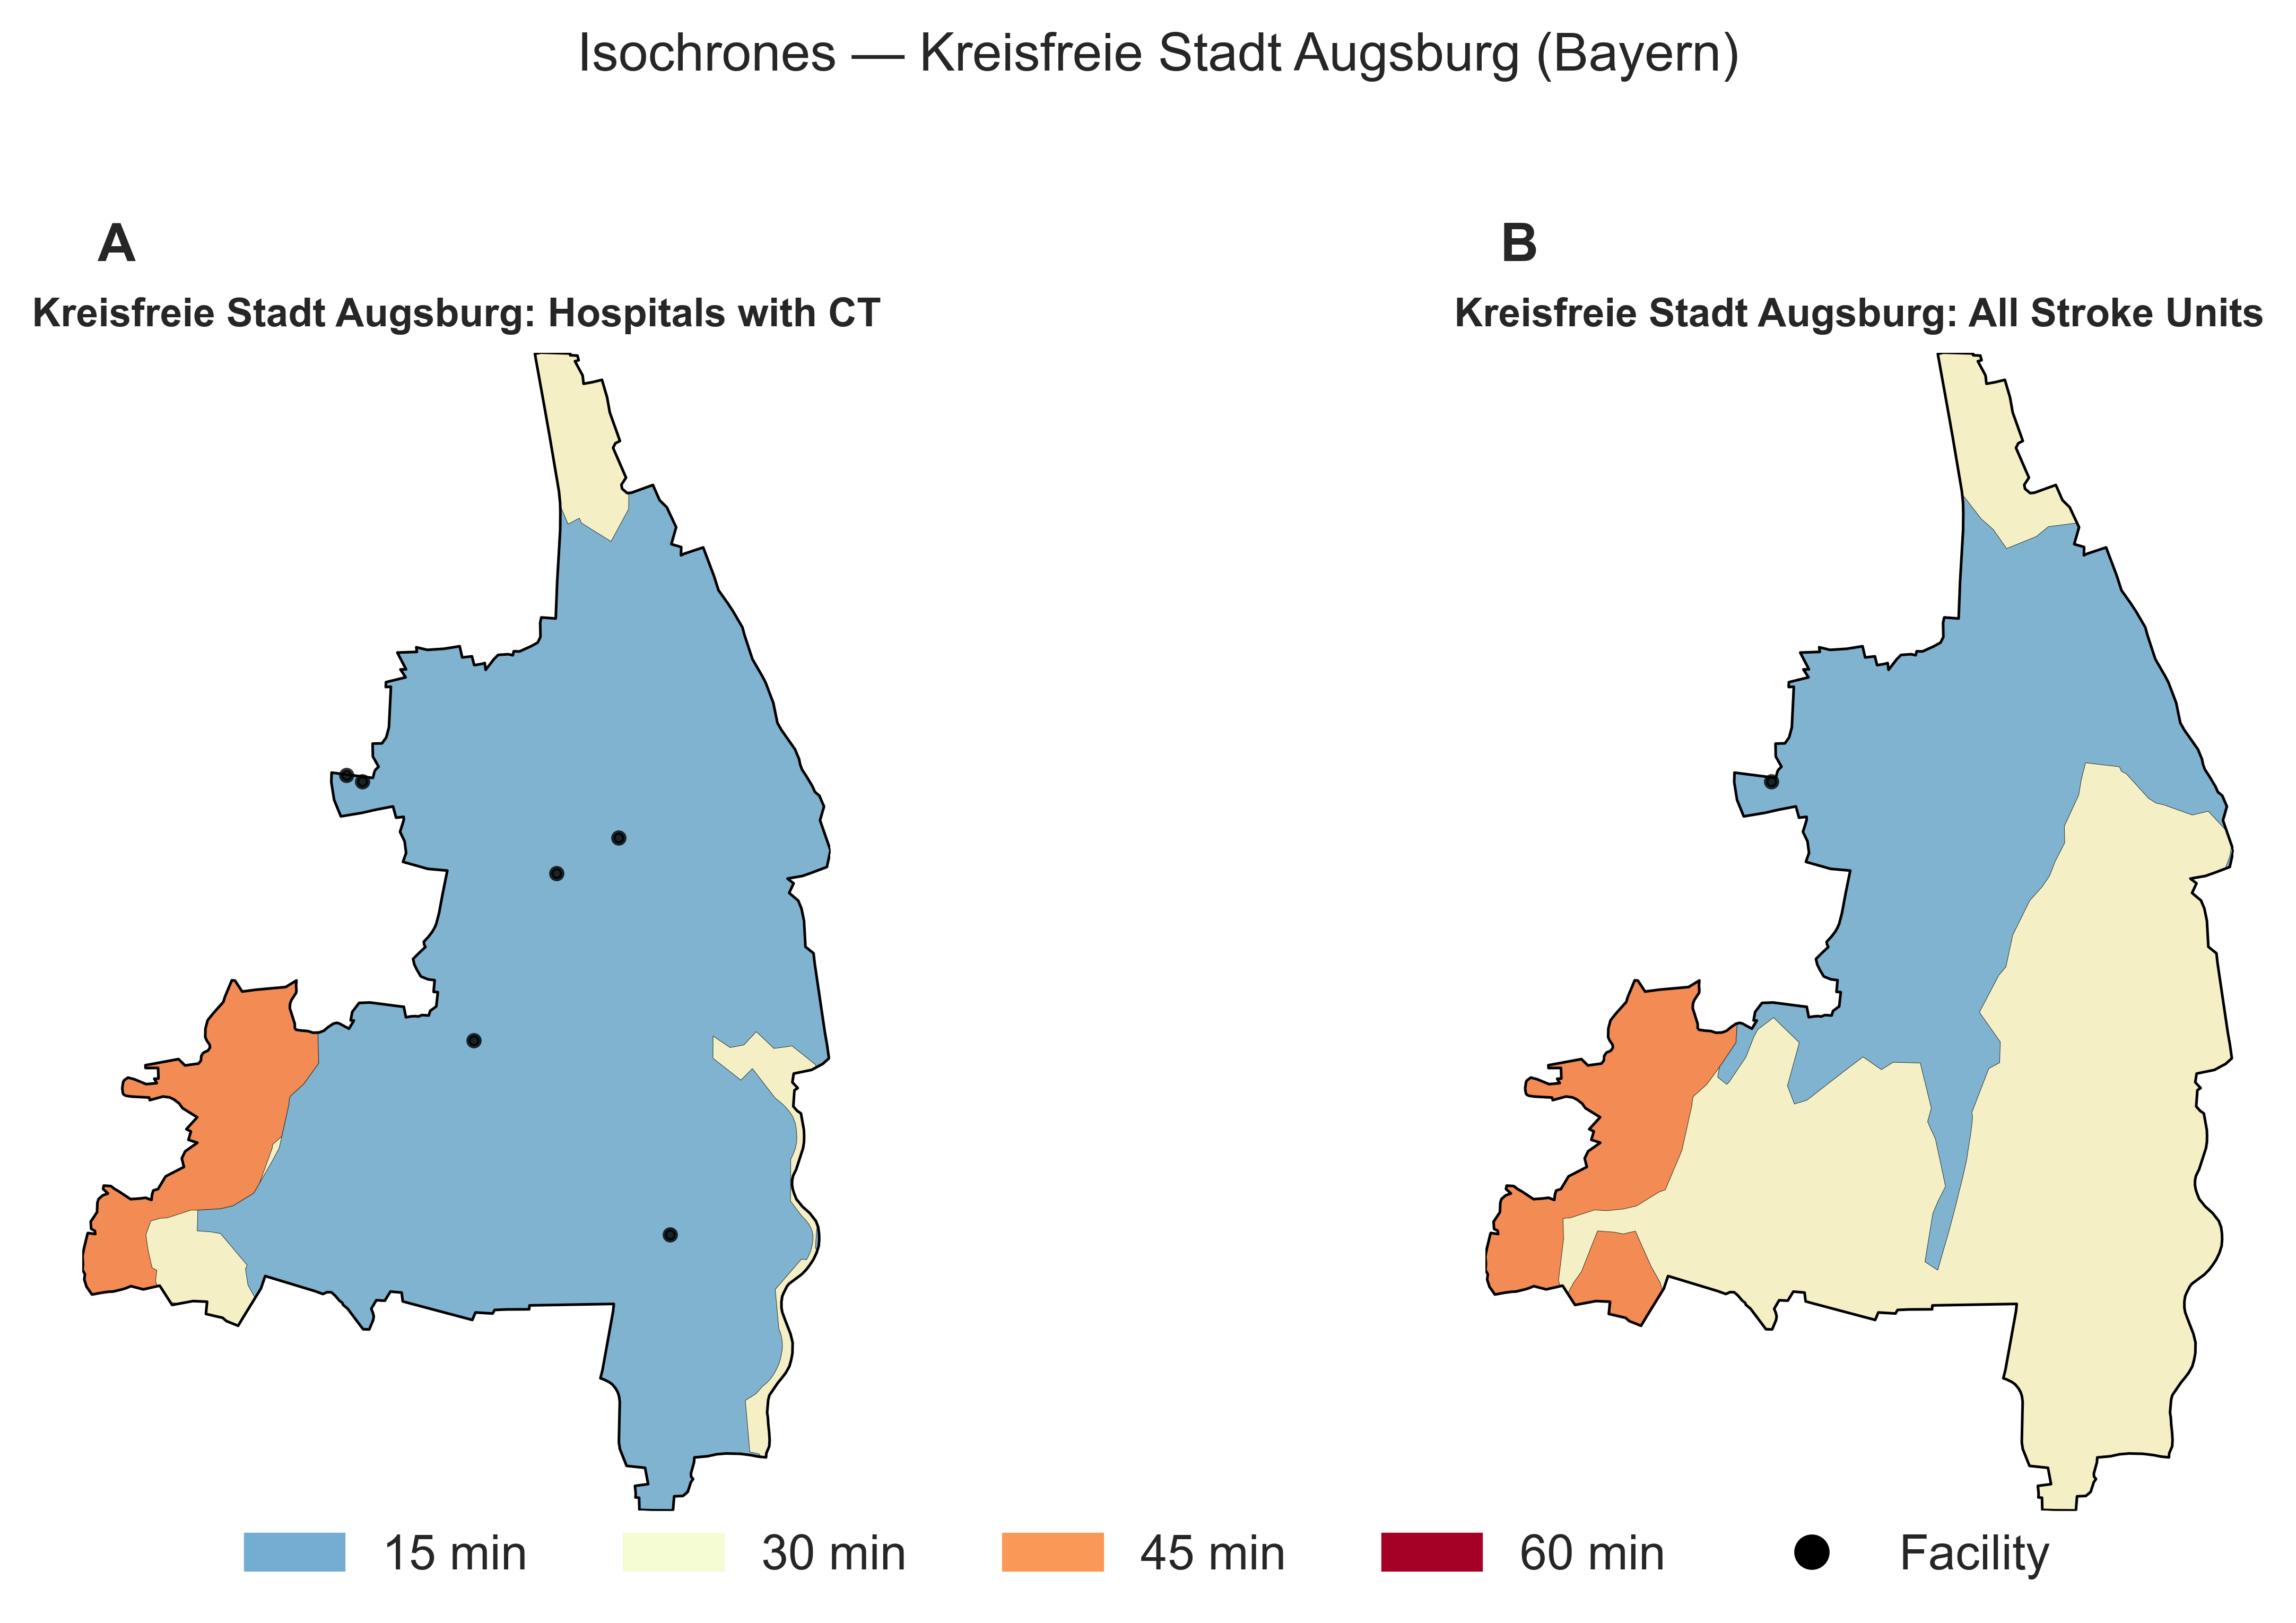 Isochrones — Kreisfreie Stadt Augsburg (Bayern)
A
Kreisfreie Stadt Augsburg: Hospitals with CT
B
Kreisfreie Stadt Augsburg: All Stroke Units
15 min
30 min
45 min
60 min
Facility